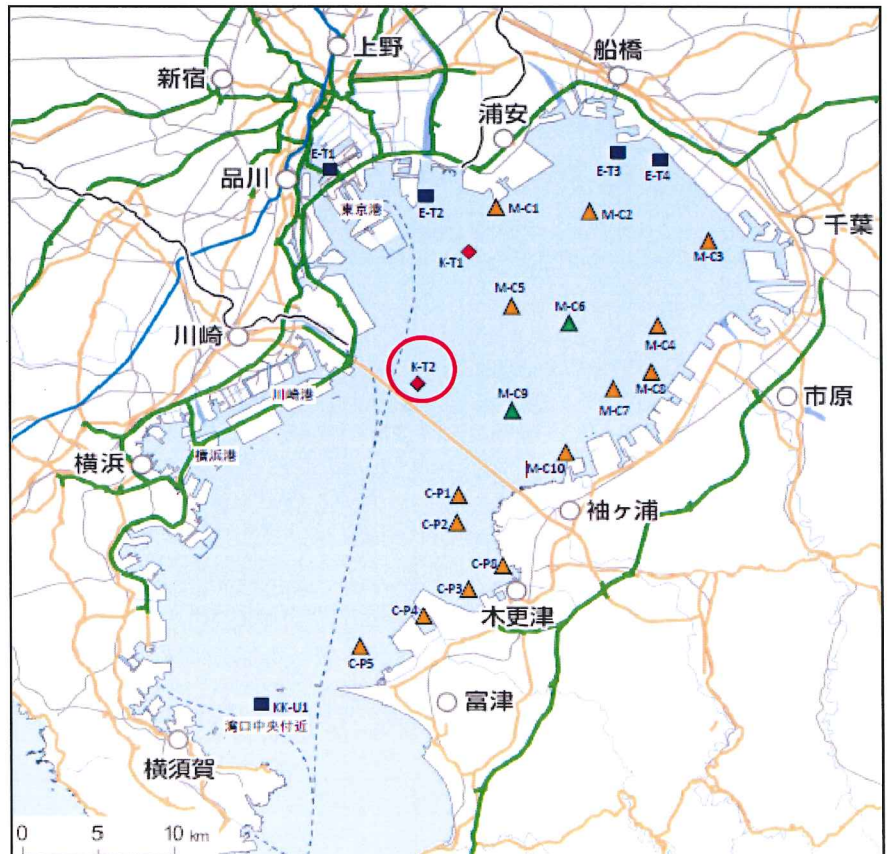 上野
船橋
新宿
浦安
E-T1
E-T3
E-T4
品川
東京港
E-T2
M-C1
M-C2
千葉
K-T1
M-C3
M-C5
M-C6
川崎
M-C4
K-T2
M-C8
川崎港
M-C9
M-C7
市原
横浜
横浜港
M-C10
C-P1
袖ヶ浦
C-P2
C-P8
C-P3
木更津
C-P4
C-P5
KK-U1
富津
湾口中央付近
横須賀
0 5 10 km